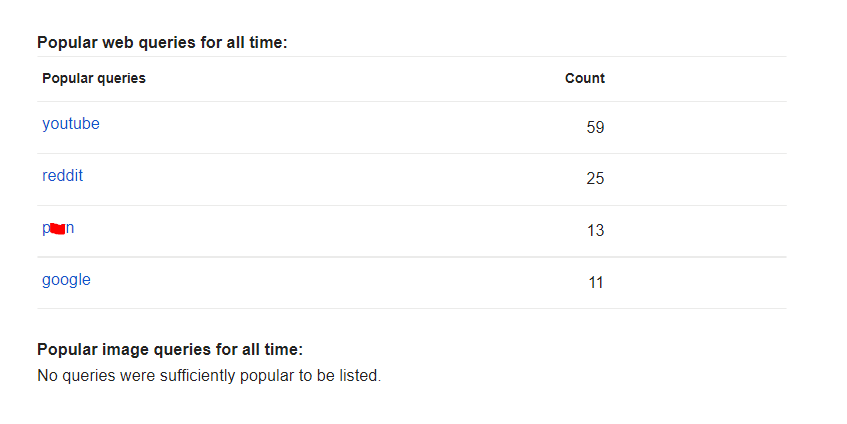 Popular web queries for all time:
Popular queries Count
youtube 59
reddit 25
13
google 11
Popular image queries for all time:
No queries were sufficiently popular to be listed.